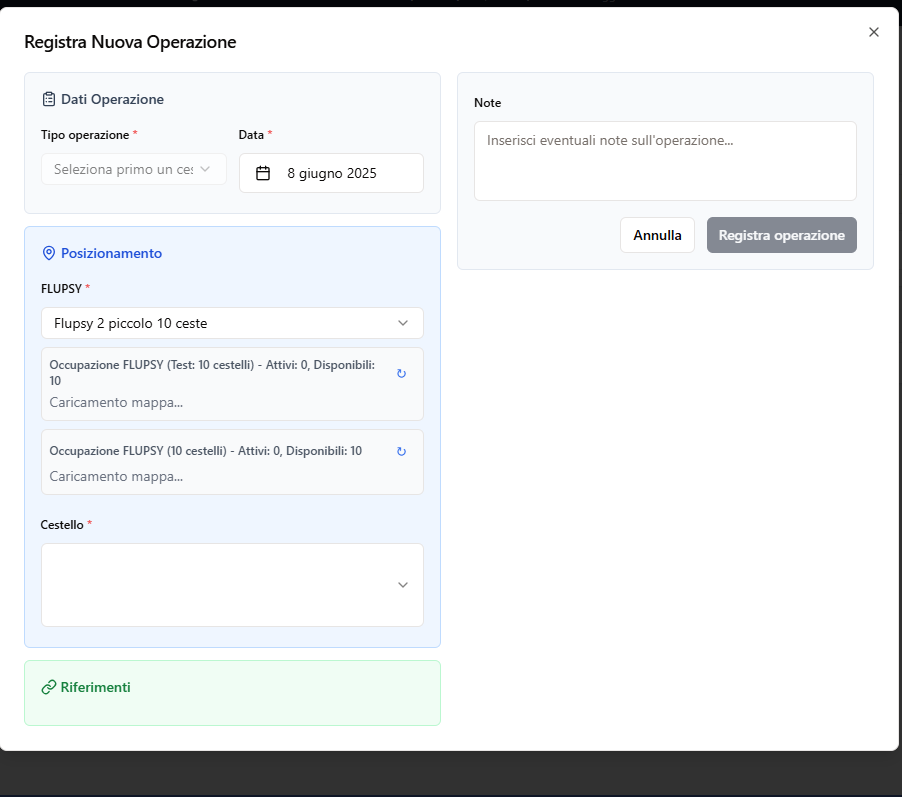 Registra Nuova Operazione
Dati Operazione
Tipo operazione *
Data *
Seleziona primo un ces
8 giugno 2025
Posizionamento
FLUPSY *
Flupsy 2 piccolo 10 ceste
Occupazione FLUPSY (Test: 10 cestelli) - Attivi: 0, Disponibili:
10
Caricamento mappa...
Occupazione FLUPSY (10 cestelli) - Attivi: 0, Disponibili: 10
Caricamento mappa...
Cestello *
Riferimenti
Note
Inserisci eventuali note sull'operazione...
Annulla
Registra operazione